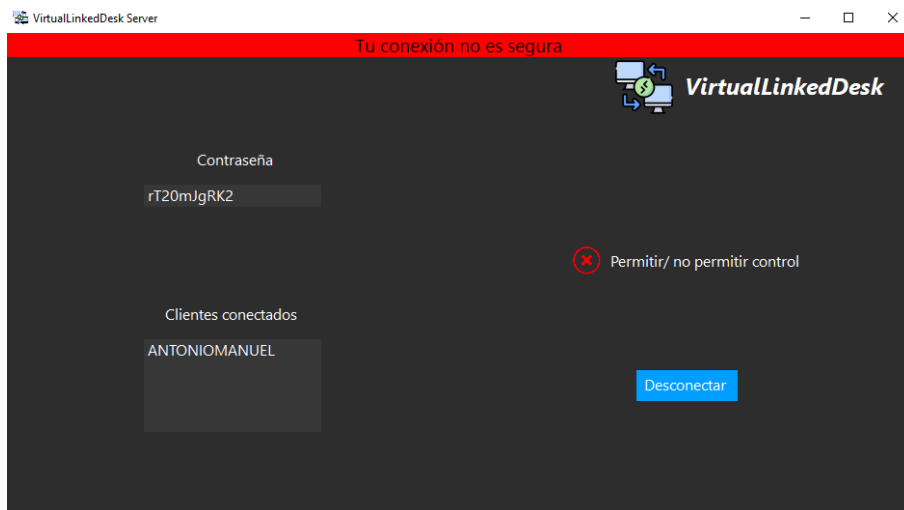 VirtualLinkedDesk Server
Tu conexión no es segura
VirtualLinkedDesk
Contraseña
rT20mJgRK2
Permitir/ no permitir control
Clientes conectados
ANTONIOMANUEL
Desconectar